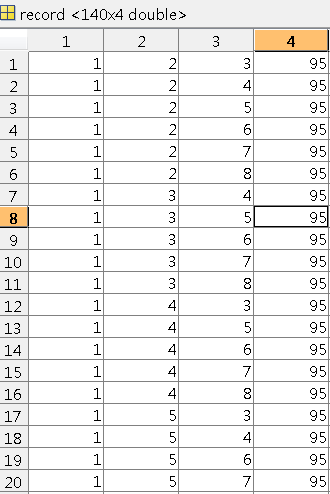 record <140x4 double>
1 2 3 4
1 1 2 3 95
2 1 2 4 95
3 1 2 5 95
4 1 2 6 95
5 1 2 7 95
6 1 2 8 95
7 1 3 4 95
8 1 3 5 95
9 1 3 6 95
10 1 3 7 95
11 1 3 8 95
12 1 4 3 95
13 1 4 5 95
14 1 4 6 95
15 1 4 7 95
16 1 4 8 95
17 1 5 3 95
18 1 5 4 95
19 1 5 6 95
20 1 5 7 95